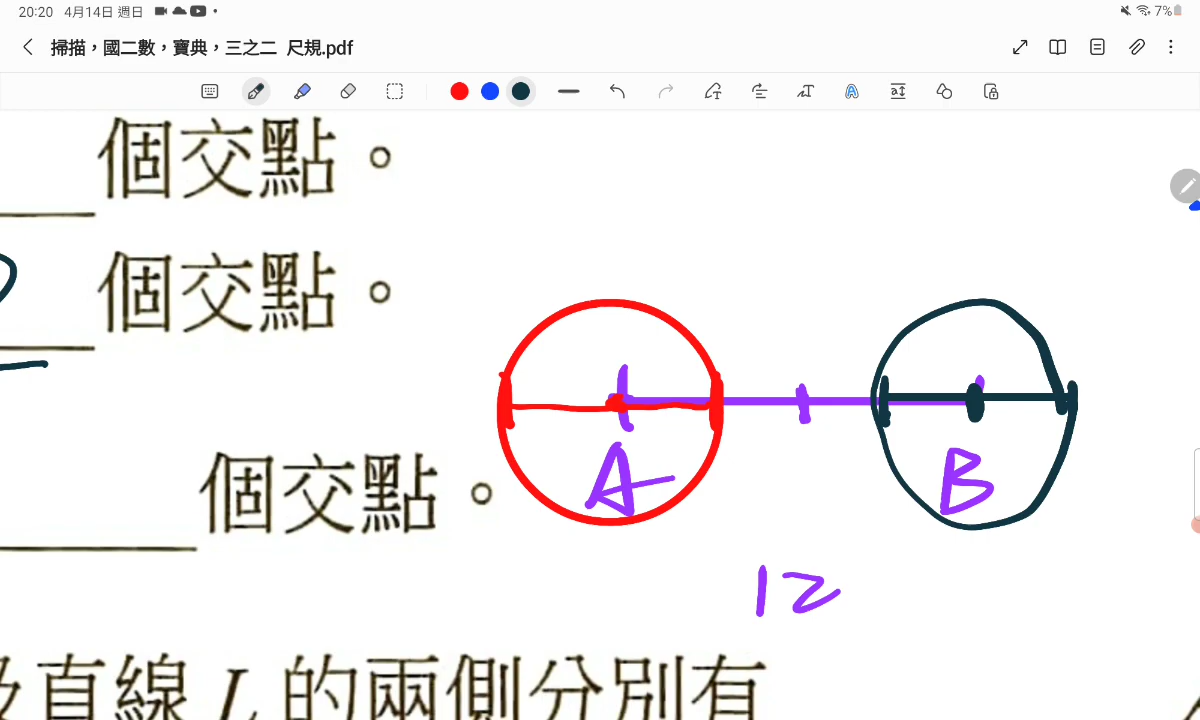 20:20 4月14日 週日 7%
掃描，國二數，寶典，三之二 尺規.pdf
個交點。
個交點。
A B
個交點。
12
及直線 L 的兩側分別有